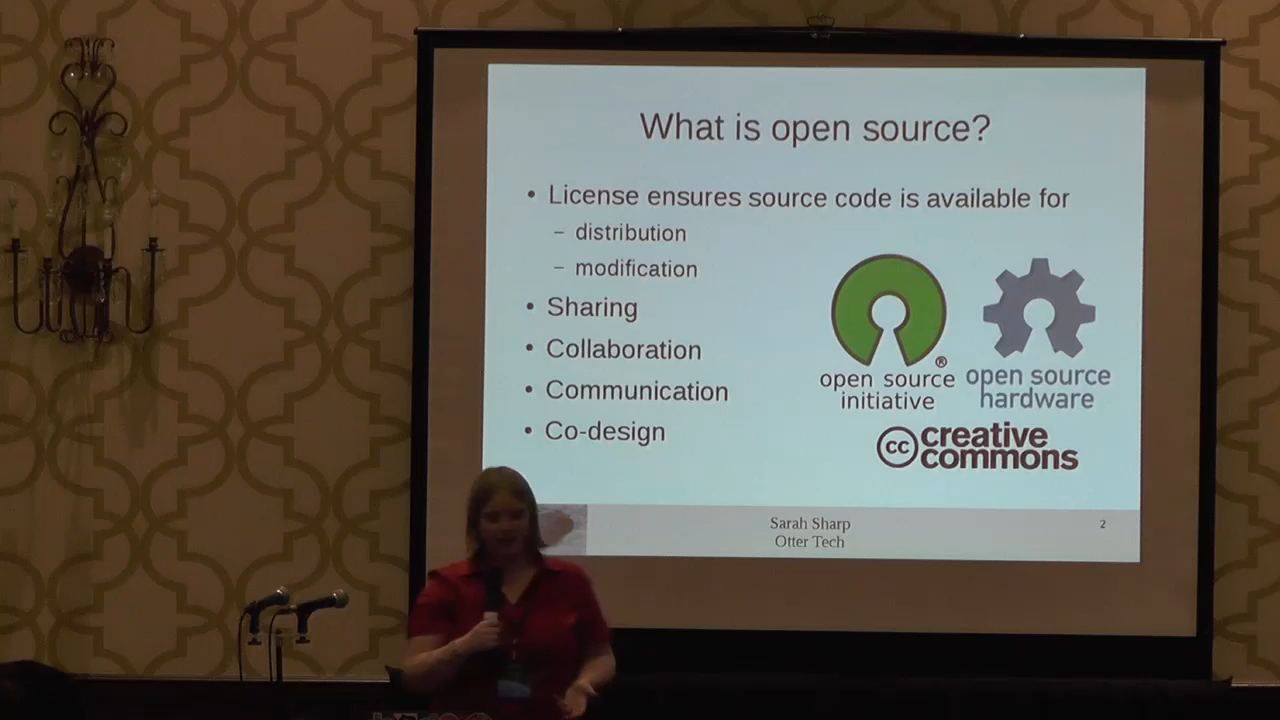 What is open source?
• License ensures source code is available for
– distribution
– modification
• Sharing
• Collaboration
• Communication
• Co-design
®
open source
initiative
open source
hardware
cc creative
commons
Sarah Sharp
Otter Tech
2